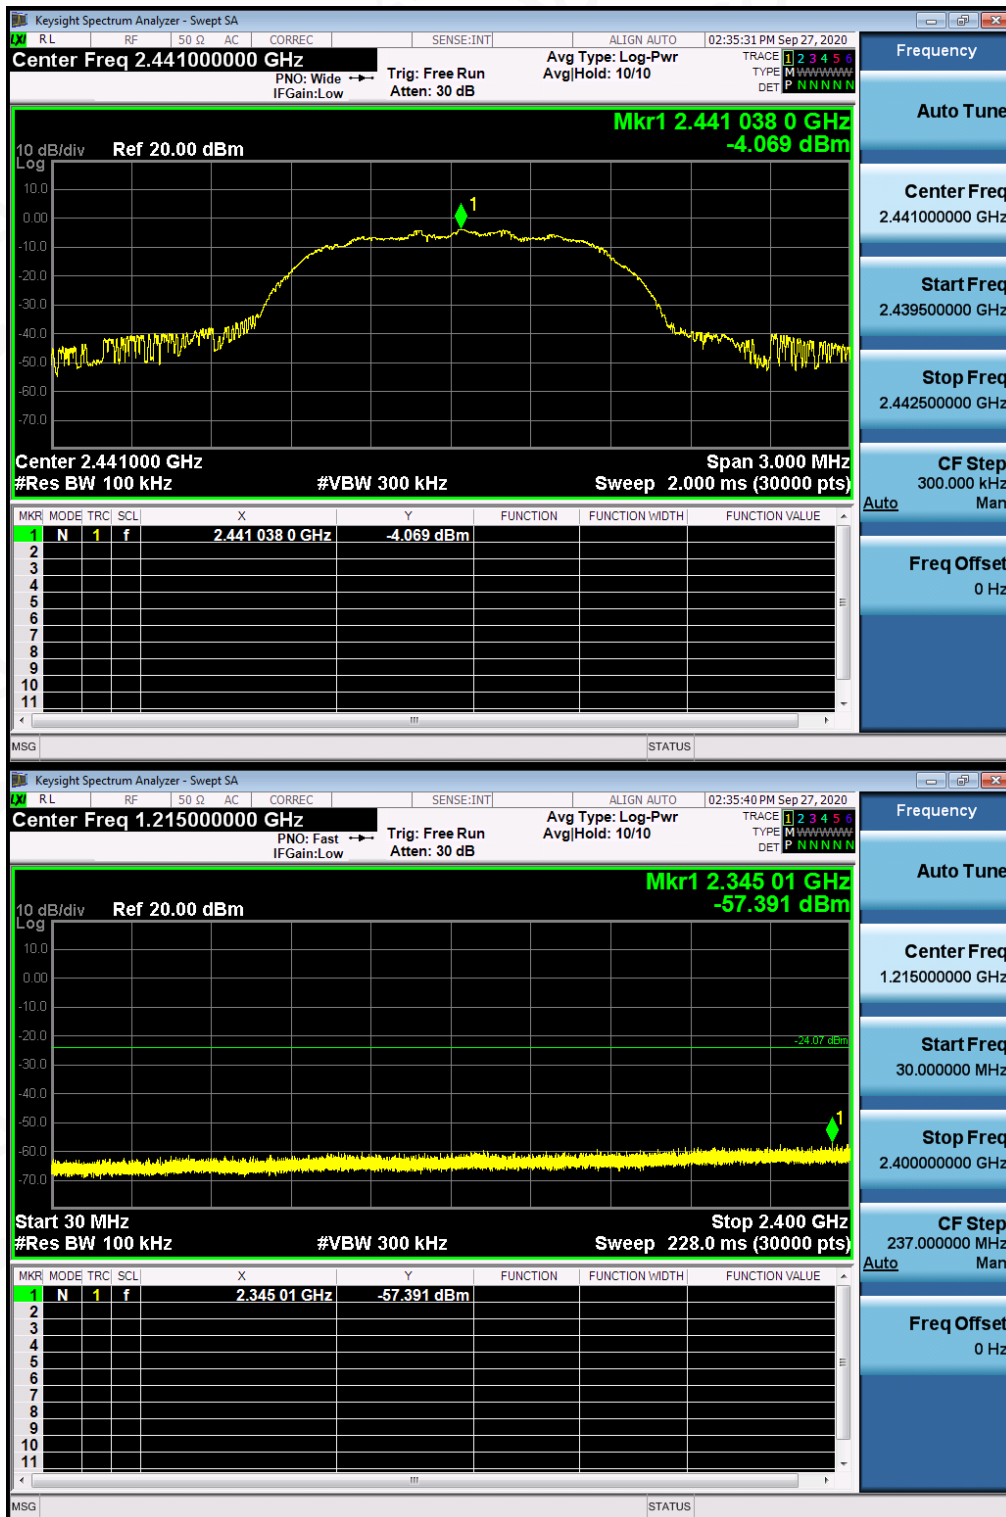 Keysight Spectrum Analyzer - Swept SA
LXI RL RF 50 Ω AC CORREC SENSE:INT ALIGN AUTO 02:35:31 PM Sep 27, 2020
Center Freq 2.441000000 GHz
PNO: Wide
IFGain:Low
Trig: Free Run
Atten: 30 dB
Avg Type: Log-Pwr
Avg|Hold: 10/10
TRACE 1 2 3 4 5 6
TYPE M WWWWW
DET P N N N N N
Mkr1 2.441 038 0 GHz
-4.069 dBm
10 dB/div Ref 20.00 dBm
Log
10.0
0.00
-10.0
-20.0
-30.0
-40.0
-50.0
-60.0
-70.0
1
Center 2.441000 GHz Span 3.000 MHz
#Res BW 100 kHz #VBW 300 kHz Sweep 2.000 ms (30000 pts)
MKR MODE TRC SCL X Y FUNCTION FUNCTION WIDTH FUNCTION VALUE
1 N 1 f 2.441 038 0 GHz -4.069 dBm
2
3
4
5
6
7
8
9
10
11
MSG STATUS
Frequency
Auto Tune
Center Freq
2.441000000 GHz
Start Freq
2.439500000 GHz
Stop Freq
2.442500000 GHz
CF Step
300.000 kHz
Auto Man
Freq Offset
0 Hz
Keysight Spectrum Analyzer - Swept SA
LXI RL RF 50 Ω AC CORREC SENSE:INT ALIGN AUTO 02:35:40 PM Sep 27, 2020
Center Freq 1.215000000 GHz
PNO: Fast
IFGain:Low
Trig: Free Run
Atten: 30 dB
Avg Type: Log-Pwr
Avg|Hold: 10/10
TRACE 1 2 3 4 5 6
TYPE M WWWWW
DET P N N N N N
Mkr1 2.345 01 GHz
-57.391 dBm
10 dB/div Ref 20.00 dBm
Log
10.0
0.00
-10.0
-20.0
-30.0
-40.0
-50.0
-60.0
-70.0
-24.07 dBm
1
Start 30 MHz Stop 2.400 GHz
#Res BW 100 kHz #VBW 300 kHz Sweep 228.0 ms (30000 pts)
MKR MODE TRC SCL X Y FUNCTION FUNCTION WIDTH FUNCTION VALUE
1 N 1 f 2.345 01 GHz -57.391 dBm
2
3
4
5
6
7
8
9
10
11
MSG STATUS
Frequency
Auto Tune
Center Freq
1.215000000 GHz
Start Freq
30.000000 MHz
Stop Freq
2.400000000 GHz
CF Step
237.000000 MHz
Auto Man
Freq Offset
0 Hz